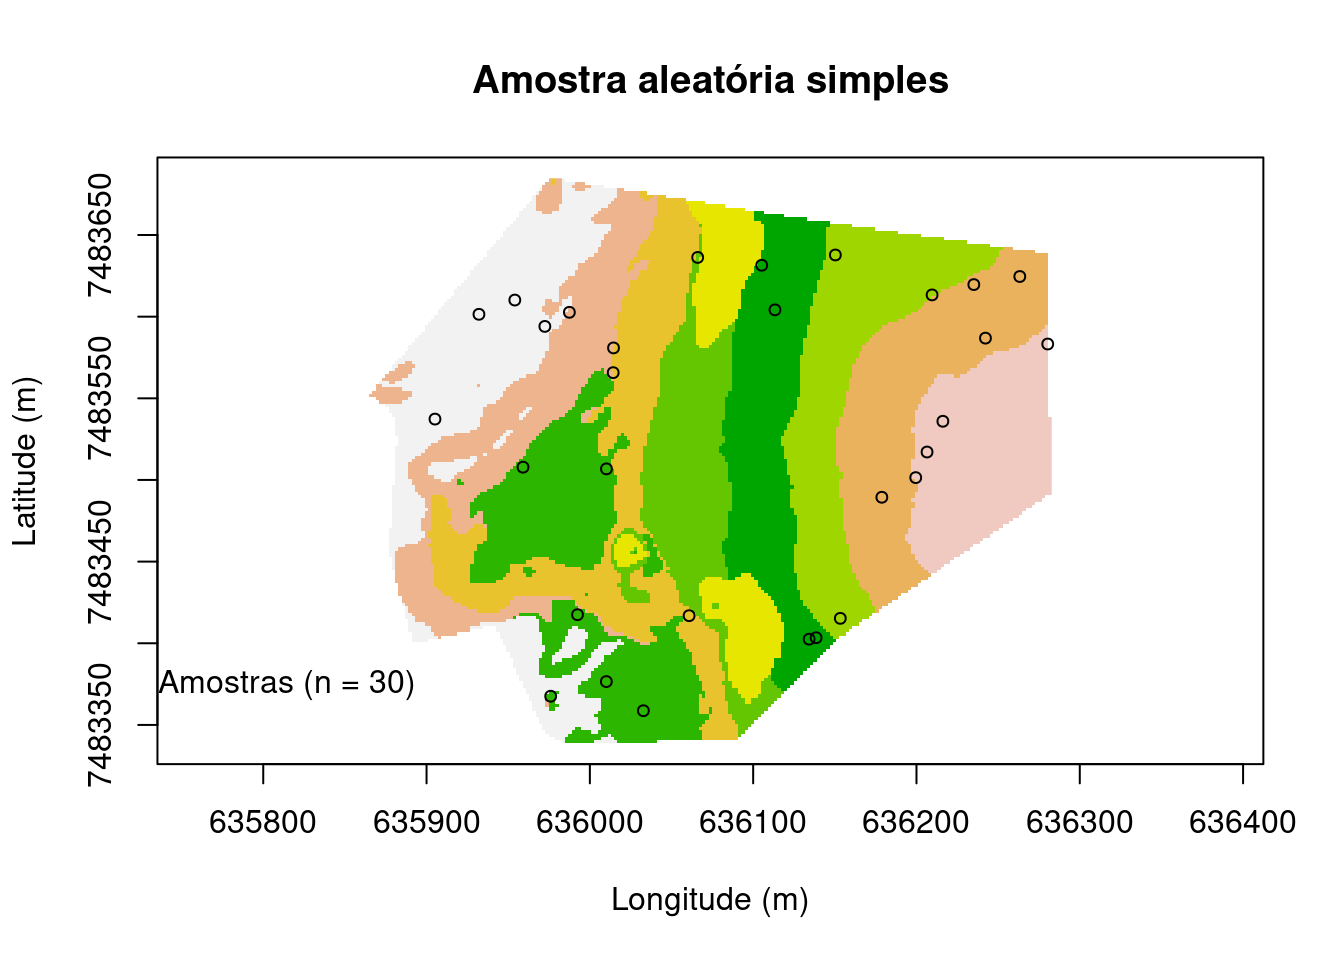 Amostra aleatória simples
Latitude (m)
7483650
7483550
7483450
7483350
Amostras (n = 30)
635800 635900 636000 636100 636200 636300 636400
Longitude (m)